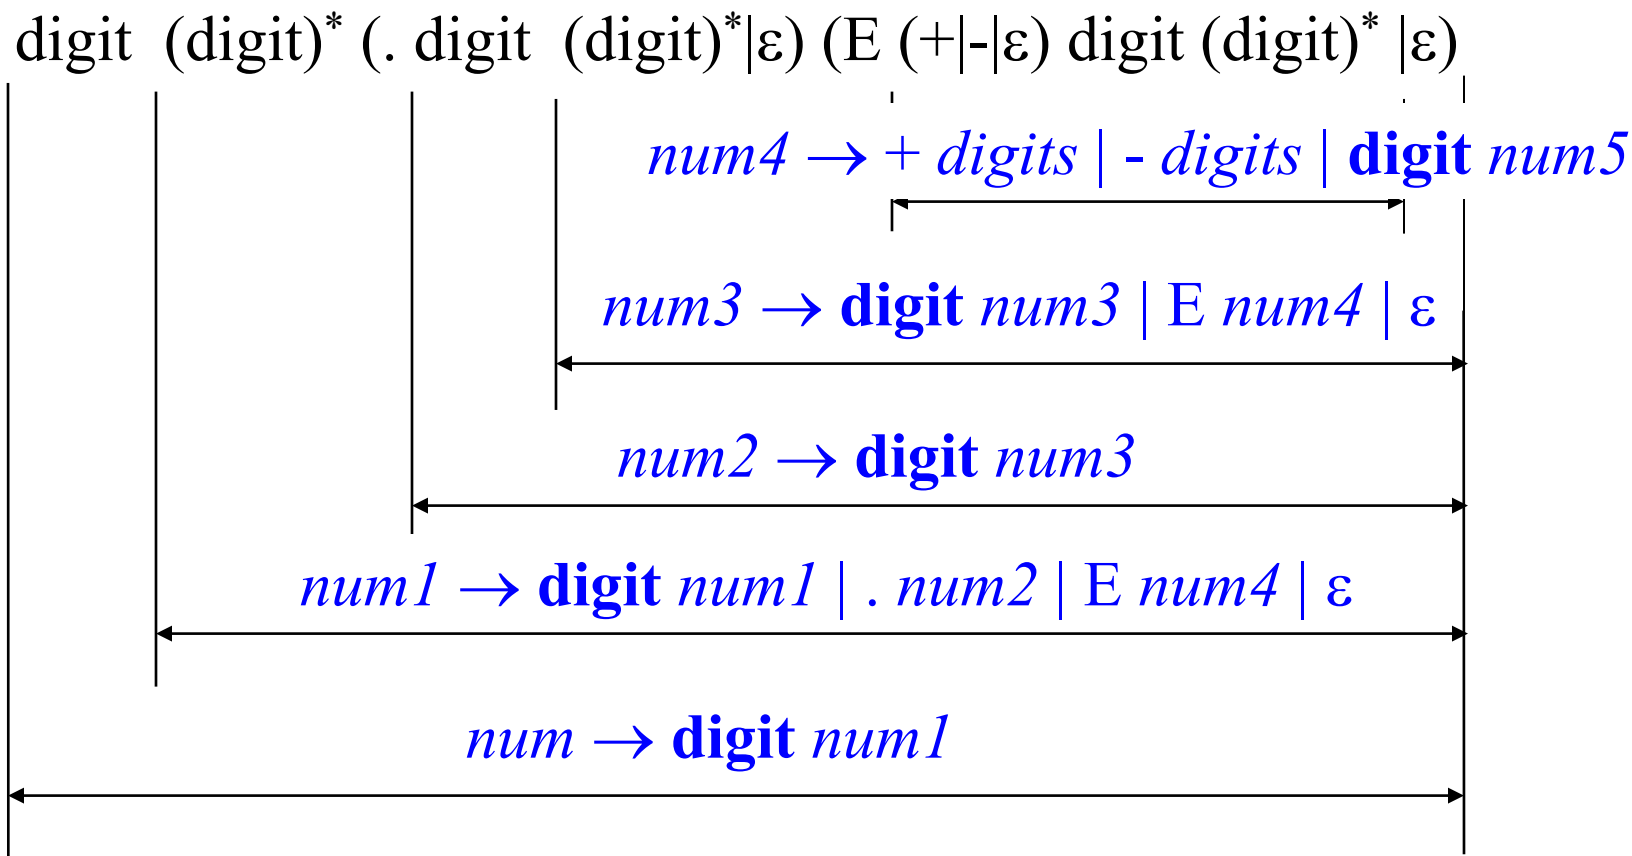 digit (digit)* (. digit (digit)*|ε) (E (+|-|ε) digit (digit)* |ε)
num4 → + digits | - digits | digit num5
num3 → digit num3 | E num4 | ε
num2 → digit num3
num1 → digit num1 | . num2 | E num4 | ε
num → digit num1